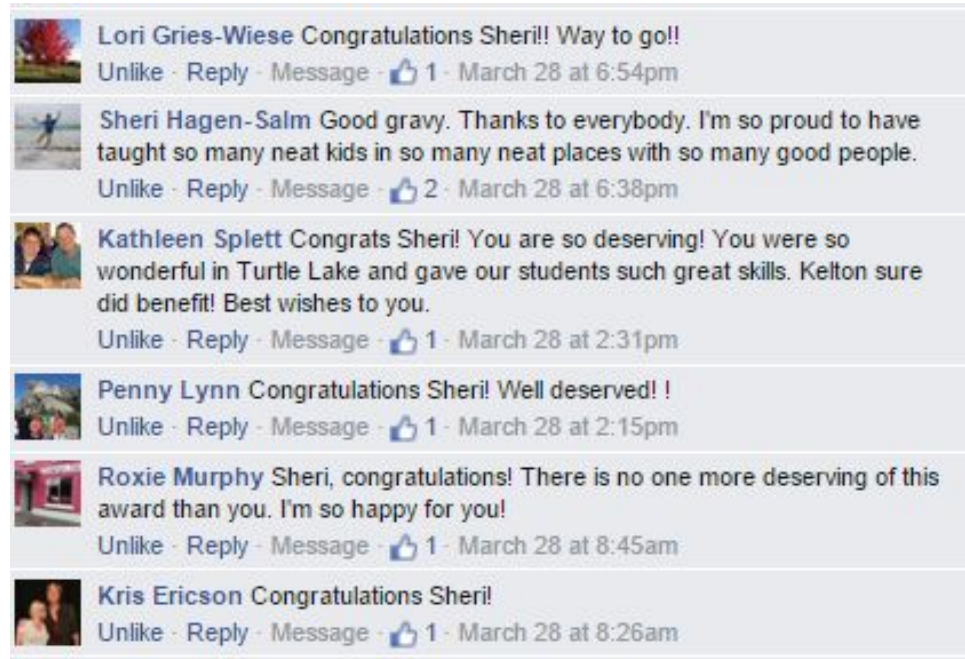 Lori Gries-Wiese Congratulations Sheri!! Way to go!!
Unlike · Reply · Message · 1 · March 28 at 6:54pm
Sheri Hagen-Salm Good gravy. Thanks to everybody. I'm so proud to have
taught so many neat kids in so many neat places with so many good people.
Unlike · Reply · Message · 2 · March 28 at 6:38pm
Kathleen Splett Congrats Sheri! You are so deserving! You were so
wonderful in Turtle Lake and gave our students such great skills. Kelton sure
did benefit! Best wishes to you.
Unlike · Reply · Message · 1 · March 28 at 2:31pm
Penny Lynn Congratulations Sheri! Well deserved! !
Unlike · Reply · Message · 1 · March 28 at 2:15pm
Roxie Murphy Sheri, congratulations! There is no one more deserving of this
award than you. I'm so happy for you!
Unlike · Reply · Message · 1 · March 28 at 8:45am
Kris Ericson Congratulations Sheri!
Unlike · Reply · Message · 1 · March 28 at 8:26am